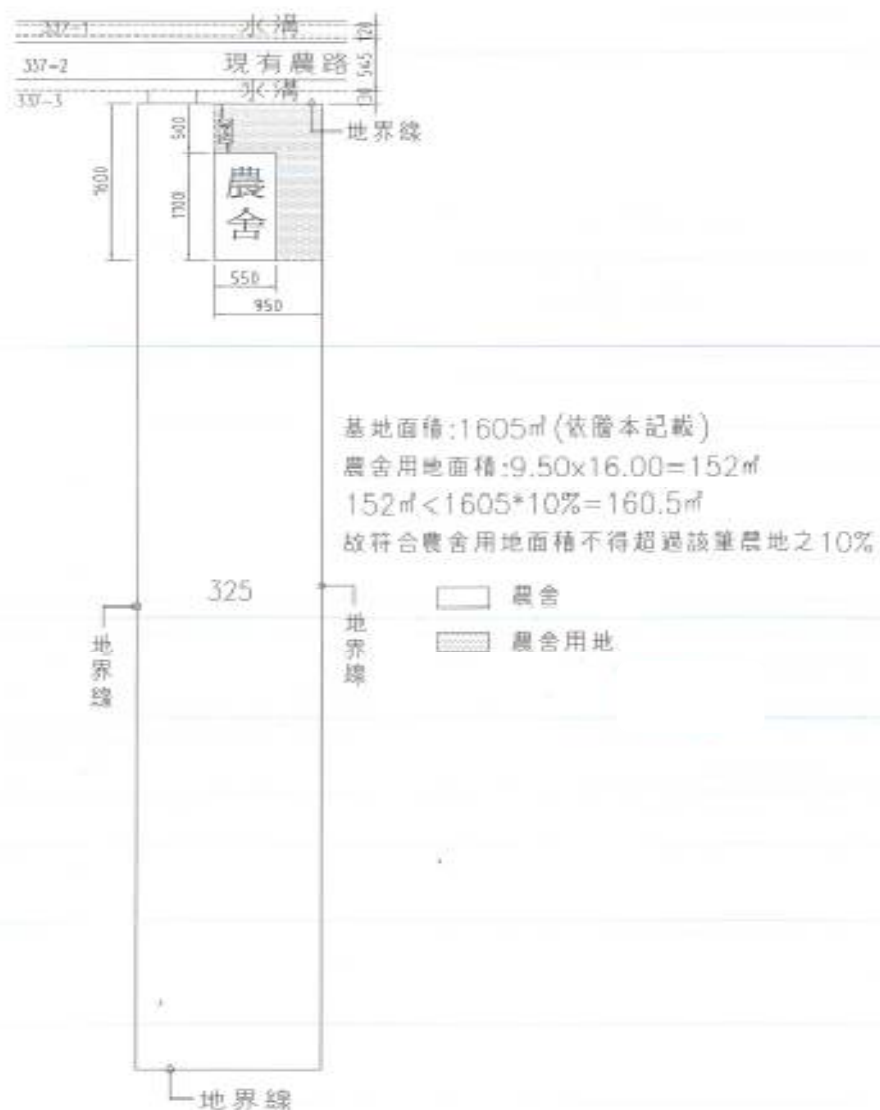 337-1
水溝
120
337-2
現有農路
545
337-3
水溝
130
地界線
500
1600
農舍
1100
550
950
基地面積:1605㎡(依謄本記載)
農舍用地面積:9.50x16.00=152㎡
152㎡<1605*10%=160.5㎡
故符合農舍用地面積不得超過該筆農地之10%
325
農舍
農舍用地
地界線
地界線
地界線